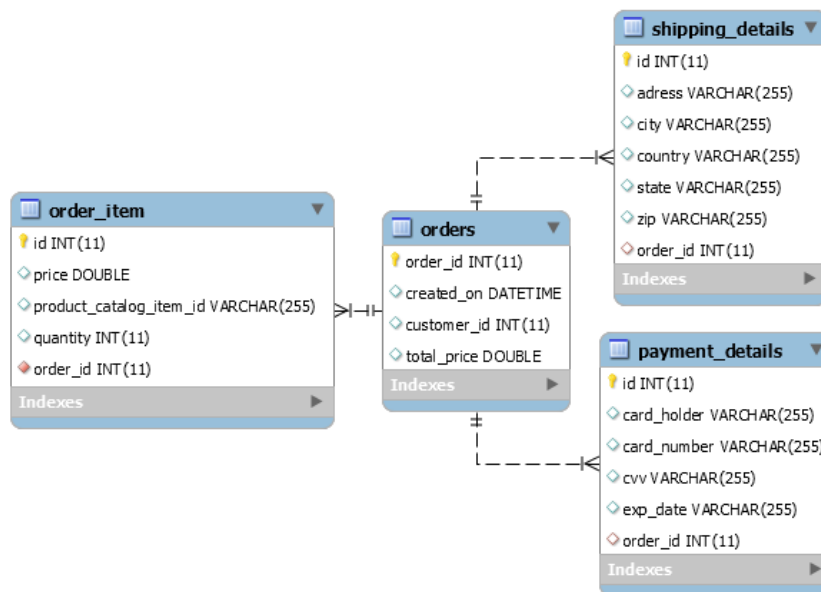 shipping_details
id INT(11)
adress VARCHAR(255)
city VARCHAR(255)
country VARCHAR(255)
state VARCHAR(255)
zip VARCHAR(255)
order_id INT(11)
Indexes
order_item
id INT(11)
price DOUBLE
product_catalog_item_id VARCHAR(255)
quantity INT(11)
order_id INT(11)
Indexes
orders
order_id INT(11)
created_on DATETIME
customer_id INT(11)
total_price DOUBLE
Indexes
payment_details
id INT(11)
card_holder VARCHAR(255)
card_number VARCHAR(255)
cvv VARCHAR(255)
exp_date VARCHAR(255)
order_id INT(11)
Indexes